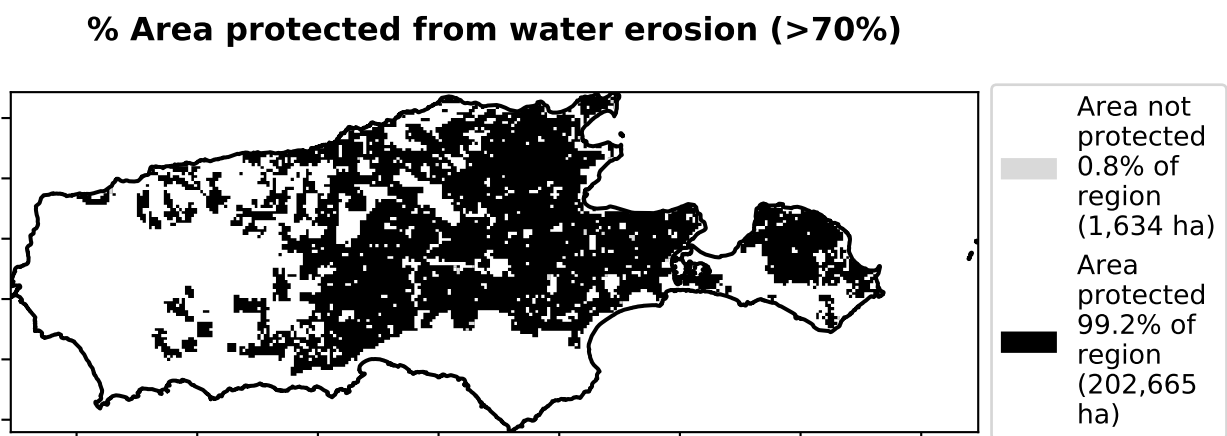 % Area protected from water erosion (>70%)
Area not
protected
0.8% of
region
(1,634 ha)
Area
protected
99.2% of
region
(202,665
ha)